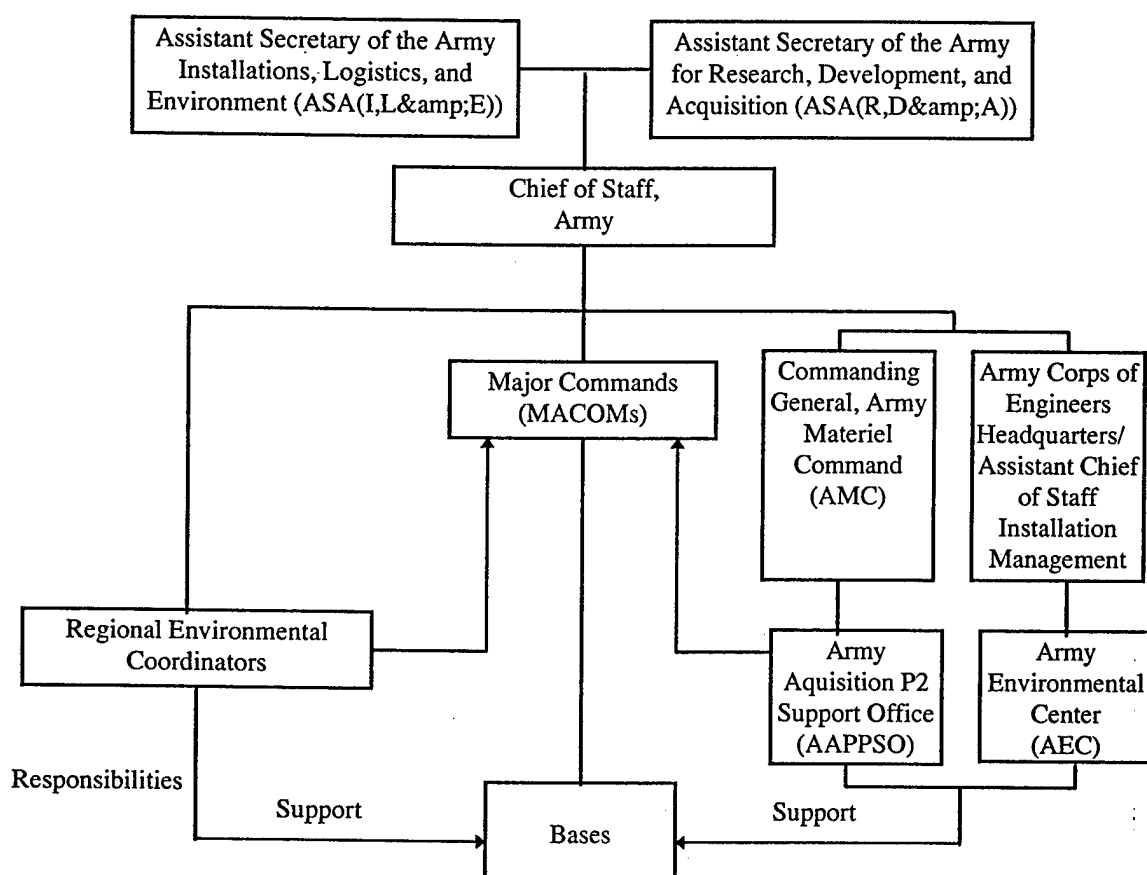 Assistant Secretary of the Army
Installations, Logistics, and
Environment (ASA(I,L&amp;E))
Assistant Secretary of the Army
for Research, Development, and
Acquisition (ASA(R,D&amp;A))
Chief of Staff,
Army
Major Commands
(MACOMs)
Commanding
General, Army
Materiel
Command
(AMC)
Army Corps of
Engineers
Headquarters/
Assistant Chief
of Staff
Installation
Management
Regional Environmental
Coordinators
Army
Aquisition P2
Support Office
(AAPPSO)
Army
Environmental
Center
(AEC)
Responsibilities
Support
Bases
Support